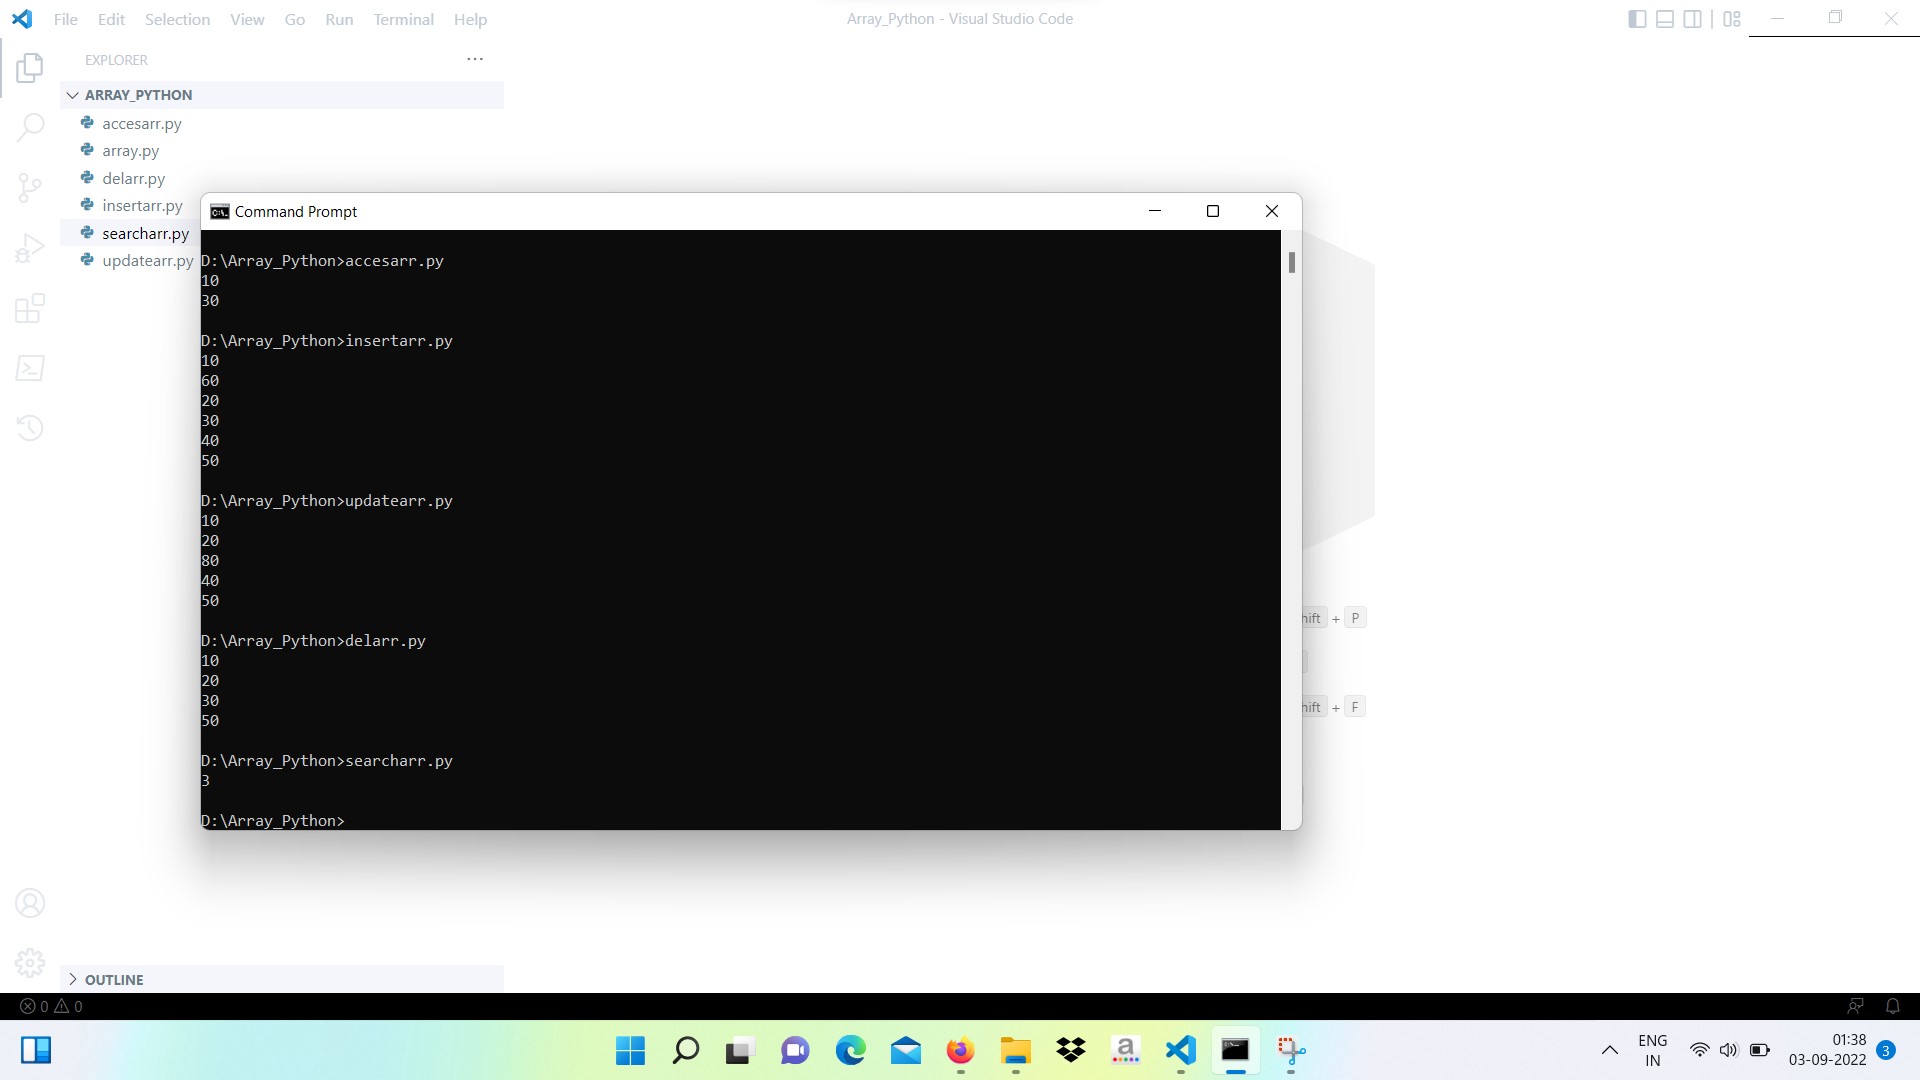 File Edit Selection View Go Run Terminal Help
Array_Python - Visual Studio Code
EXPLORER
ARRAY_PYTHON
accesarr.py
array.py
delarr.py
insertarr.py
searcharr.py
updatearr.py
Command Prompt
D:\Array_Python>accesarr.py
10
30
D:\Array_Python>insertarr.py
10
60
20
30
40
50
D:\Array_Python>updatearr.py
10
20
80
40
50
D:\Array_Python>delarr.py
10
20
30
50
D:\Array_Python>searcharr.py
3
D:\Array_Python>
hift + P
hift + F
OUTLINE
0 0
a
ENG
IN
01:38
03-09-2022
3